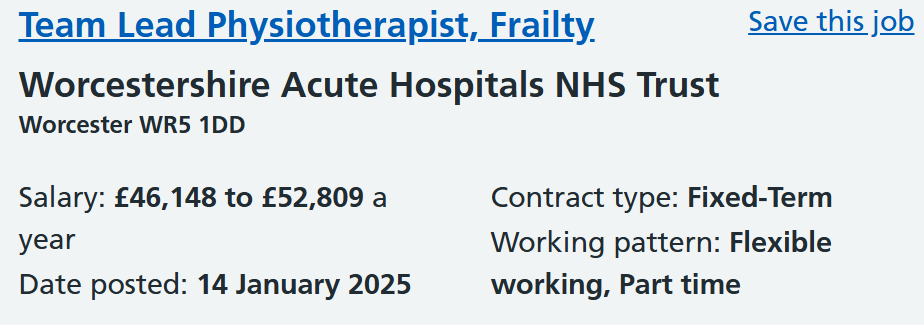 Team Lead Physiotherapist, Frailty
Save this job
Worcestershire Acute Hospitals NHS Trust
Worcester WR5 1DD
Salary: £46,148 to £52,809 a
year
Date posted: 14 January 2025
Contract type: Fixed-Term
Working pattern: Flexible
working, Part time